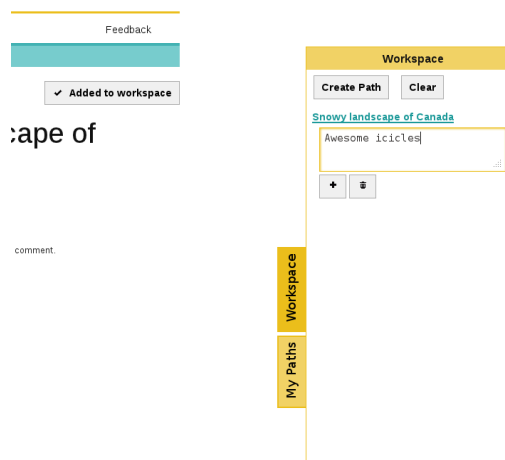 Feedback
✔ Added to workspace
cape of
comment.
Workspace
Create Path Clear
Snowy landscape of Canada
Awesome icicles
Workspace
My Paths